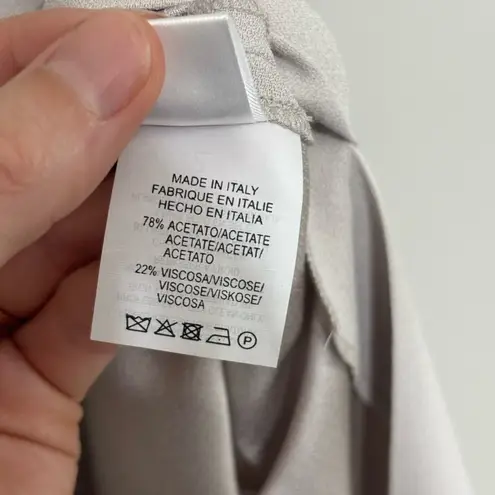 MADE IN ITALY
FABRIQUE EN ITALIE
HECHO EN ITALIA
78% ACETATO/ACETATE
ACETATE/ACETAT/
ACETATO
22% VISCOSA/VISCOSE/
VISCOSE/VISKOSE/
VISCOSA
P